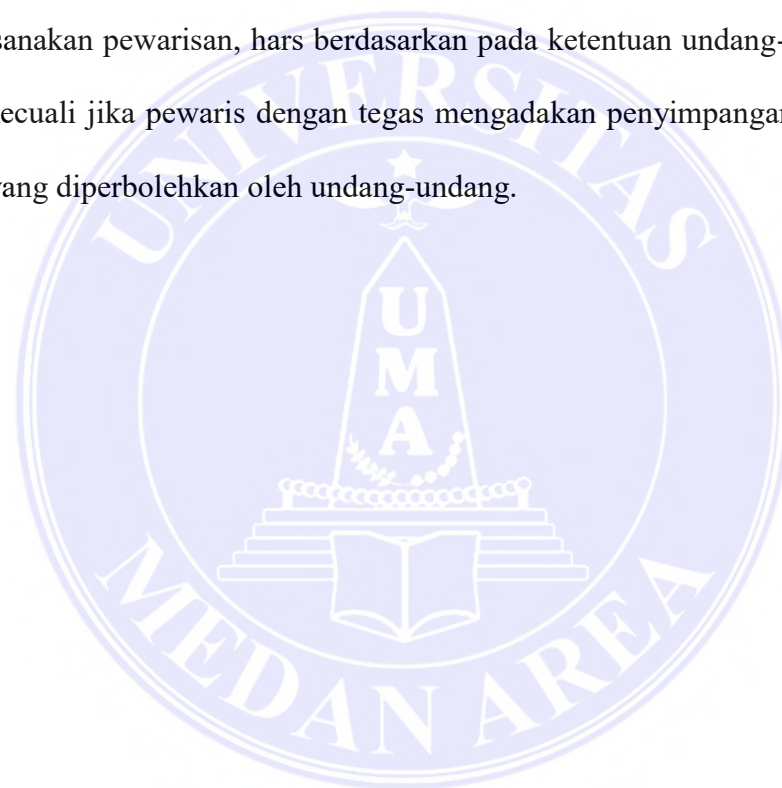 sanakan pewarisan, hars berdasarkan pada ketentuan undang-
ecuali jika pewaris dengan tegas mengadakan penyimpangan
yang diperbolehkan oleh undang-undang.
UNIVERSITAS
UMA
MEDAN AREA